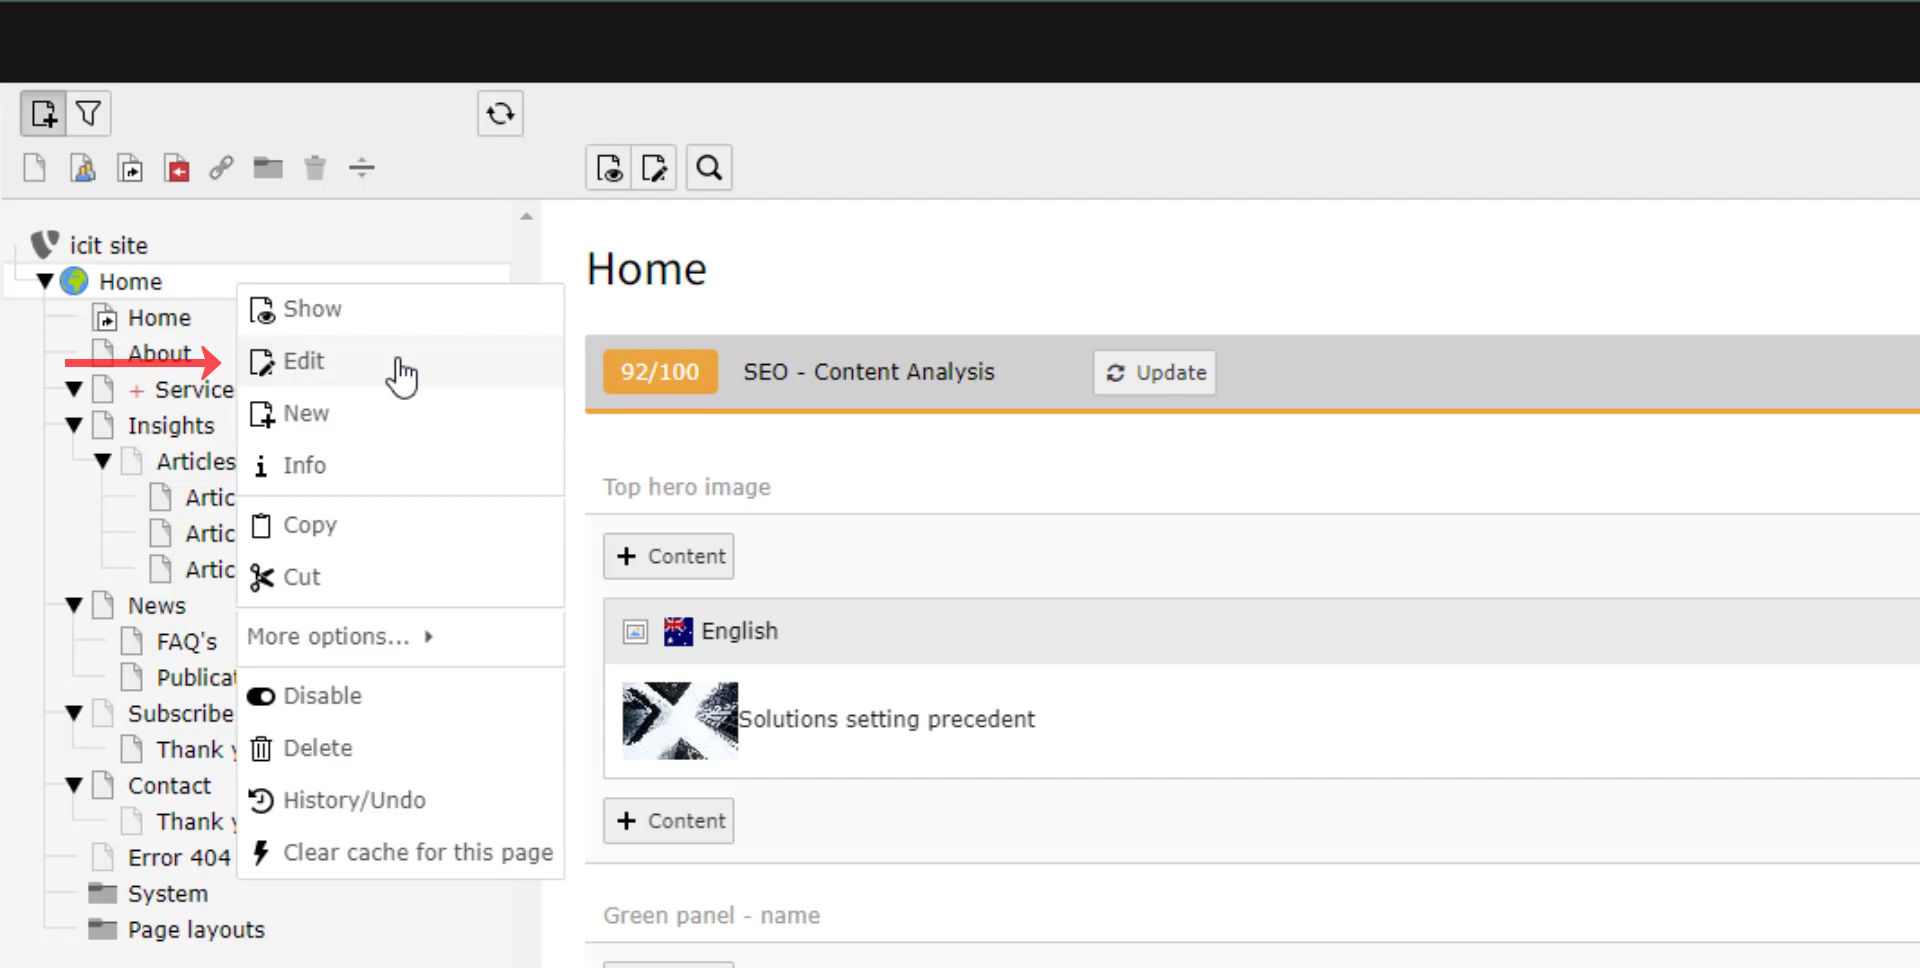 icit site
Home
Home
About
+ Service
Insights
Articles
Artic
Artic
Artic
News
FAQ's
Publicat
Subscribe
Thank
Contact
Thank
Error 404
System
Page layouts
Show
Edit
New
Info
Copy
Cut
More options...
Disable
Delete
History/Undo
Clear cache for this page
Home
92/100 SEO - Content Analysis Update
Top hero image
+ Content
English
Solutions setting precedent
+ Content
Green panel - name